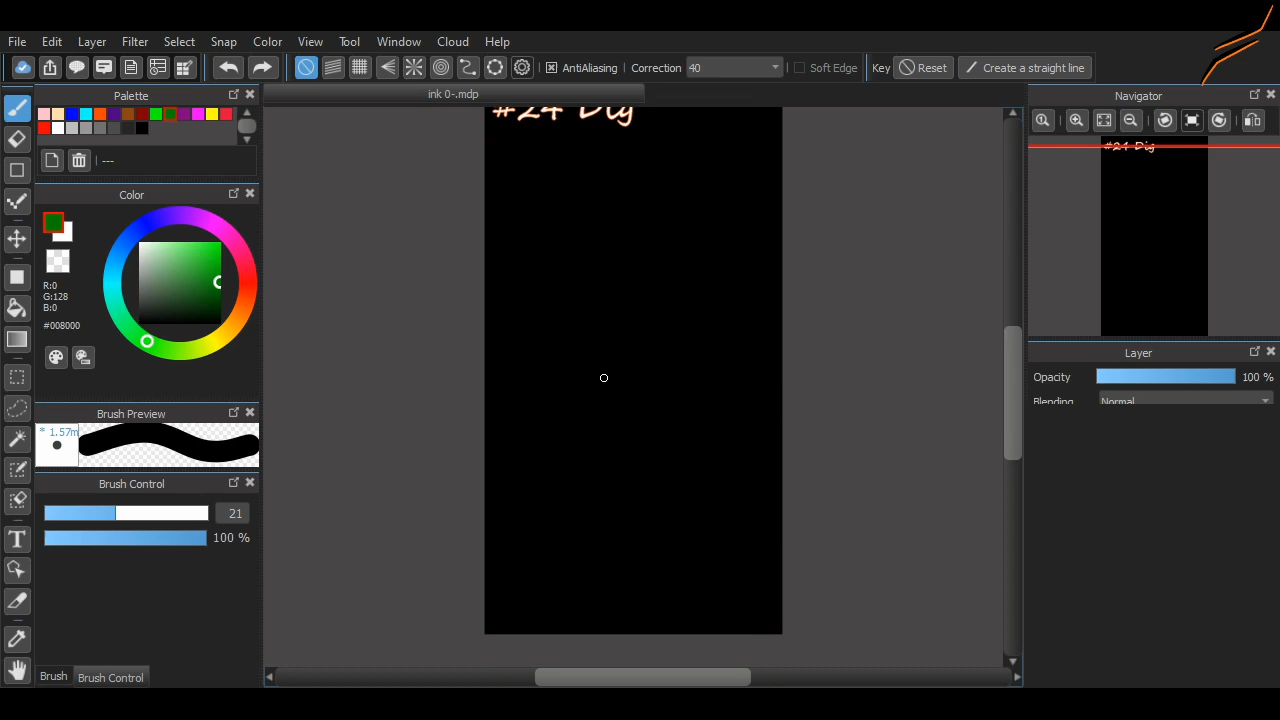 File Edit Layer Filter Select Snap Color View Tool Window Cloud Help
AntiAliasing Correction 40 Soft Edge Key Reset Create a straight line
Palette
ink 0-.mdp
Navigator
#24 Dig
#24 Dig
---
Color
R:0
G:128
B:0
#008000
Layer
Opacity 100 %
Blending Normal
Brush Preview
* 1.57m
Brush Control
21
100 %
Brush Brush Control